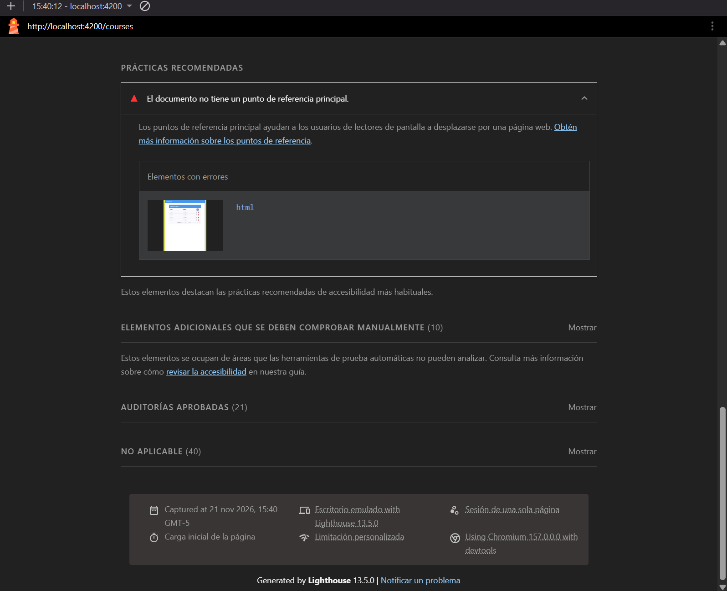 15:40:12 - localhost:4200
http://localhost:4200/courses
PRÁCTICAS RECOMENDADAS
El documento no tiene un punto de referencia principal.
Los puntos de referencia principal ayudan a los usuarios de lectores de pantalla a desplazarse por una página web. Obtén
más información sobre los puntos de referencia.
Elementos con errores
html
Estos elementos destacan las prácticas recomendadas de accesibilidad más habituales.
ELEMENTOS ADICIONALES QUE SE DEBEN COMPROBAR MANUALMENTE (10)
Mostrar
Estos elementos se ocupan de áreas que las herramientas de prueba automáticas no pueden analizar. Consulta más información
sobre cómo revisar la accesibilidad en nuestra guía.
AUDITORÍAS APROBADAS (21)
Mostrar
NO APLICABLE (40)
Mostrar
Captured at 21 nov 2026, 15:40
GMT-5
Escritorio emulado with
Lighthouse 13.5.0
Sesión de una sola página
Carga inicial de la página
Limitación personalizada
Using Chromium 157.0.0.0 with
devtools
Generated by Lighthouse 13.5.0 | Notificar un problema